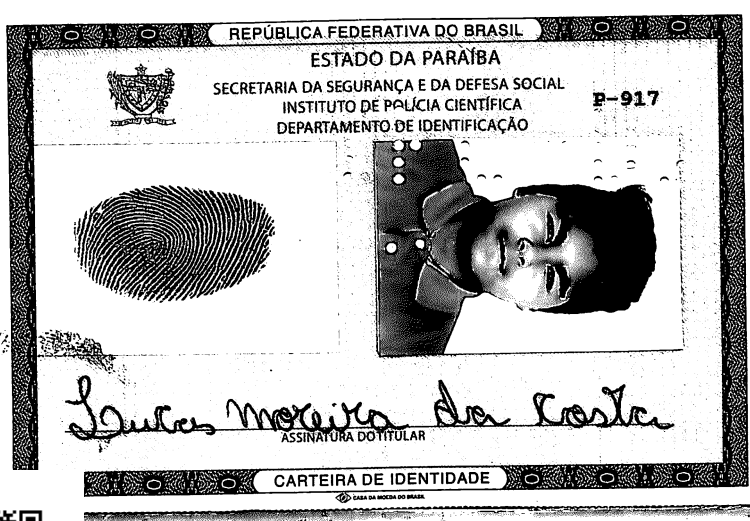 REPÚBLICA FEDERATIVA DO BRASIL
ESTADO DA PARAÍBA
SECRETARIA DA SEGURANÇA E DA DEFESA SOCIAL
INSTITUTO DE POLÍCIA CIENTÍFICA
DEPARTAMENTO DE IDENTIFICAÇÃO
P-917
Lucas Moreira da Costa
ASSINATURA DO TITULAR
CARTEIRA DE IDENTIDADE
CASA DA MOEDA DO BRASIL